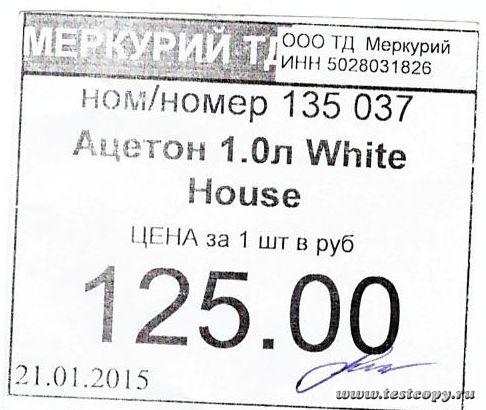 МЕРКУРИЙ ТД
ООО ТД Меркурий
ИНН 5028031826
ном/номер 135 037
Ацетон 1.0л White
House
ЦЕНА за 1 шт в руб
125.00
21.01.2015
www.testcopy.ru